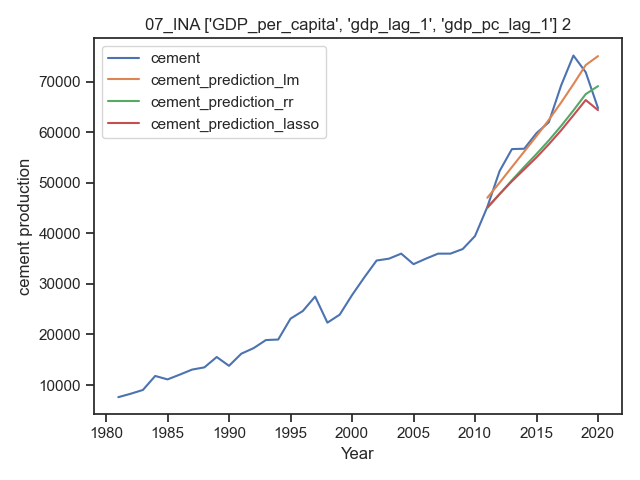 07_INA ['GDP_per_capita', 'gdp_lag_1', 'gdp_pc_lag_1'] 2
cement
cement_prediction_lm
cement_prediction_rr
cement_prediction_lasso
cement production
70000
60000
50000
40000
30000
20000
10000
1980 1985 1990 1995 2000 2005 2010 2015 2020
Year